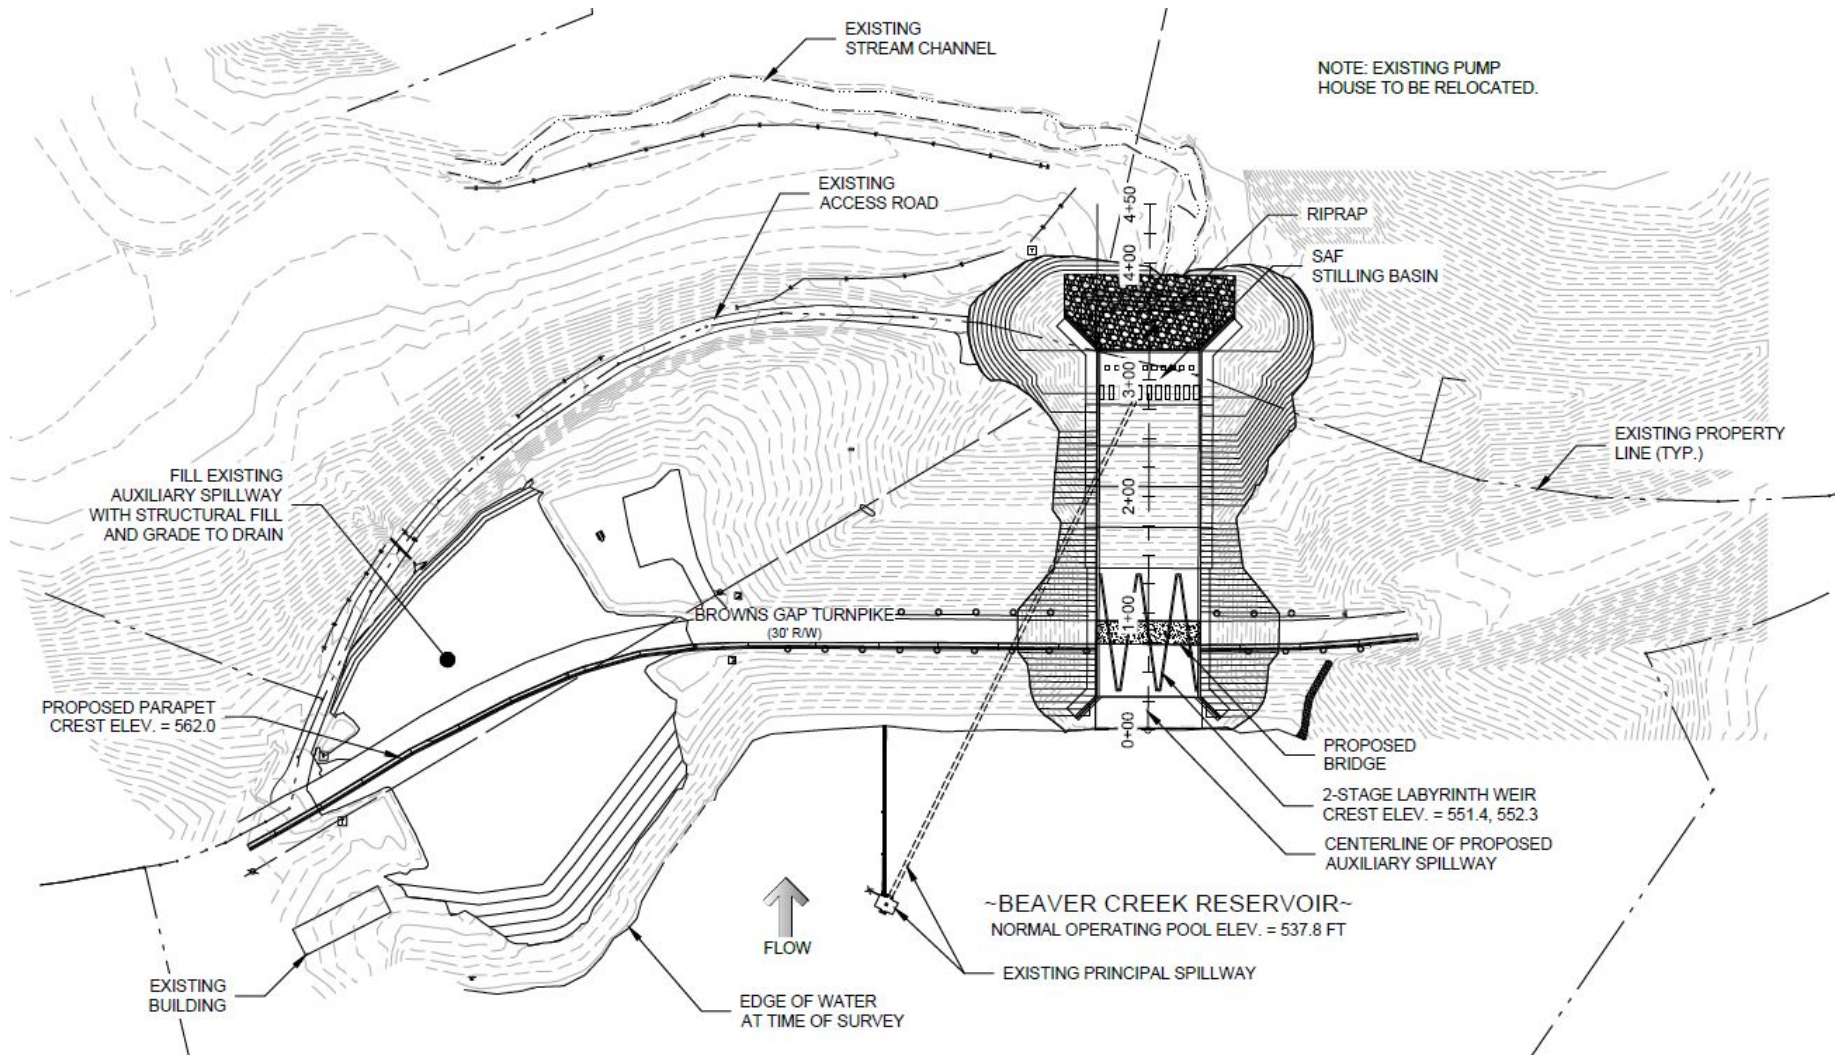 EXISTING
STREAM CHANNEL
NOTE: EXISTING PUMP
HOUSE TO BE RELOCATED.
EXISTING
ACCESS ROAD
RIPRAP
SAF
STILLING BASIN
4+50
4+00
3+00
2+00
1+00
0+00
EXISTING PROPERTY
LINE (TYP.)
FILL EXISTING
AUXILIARY SPILLWAY
WITH STRUCTURAL FILL
AND GRADE TO DRAIN
BROWNS GAP TURNPIKE
(30' R/W)
PROPOSED PARAPET
CREST ELEV. = 562.0
PROPOSED
BRIDGE
2-STAGE LABYRINTH WEIR
CREST ELEV. = 551.4, 552.3
CENTERLINE OF PROPOSED
AUXILIARY SPILLWAY
~BEAVER CREEK RESERVOIR~
NORMAL OPERATING POOL ELEV. = 537.8 FT
FLOW
EXISTING PRINCIPAL SPILLWAY
EXISTING
BUILDING
EDGE OF WATER
AT TIME OF SURVEY